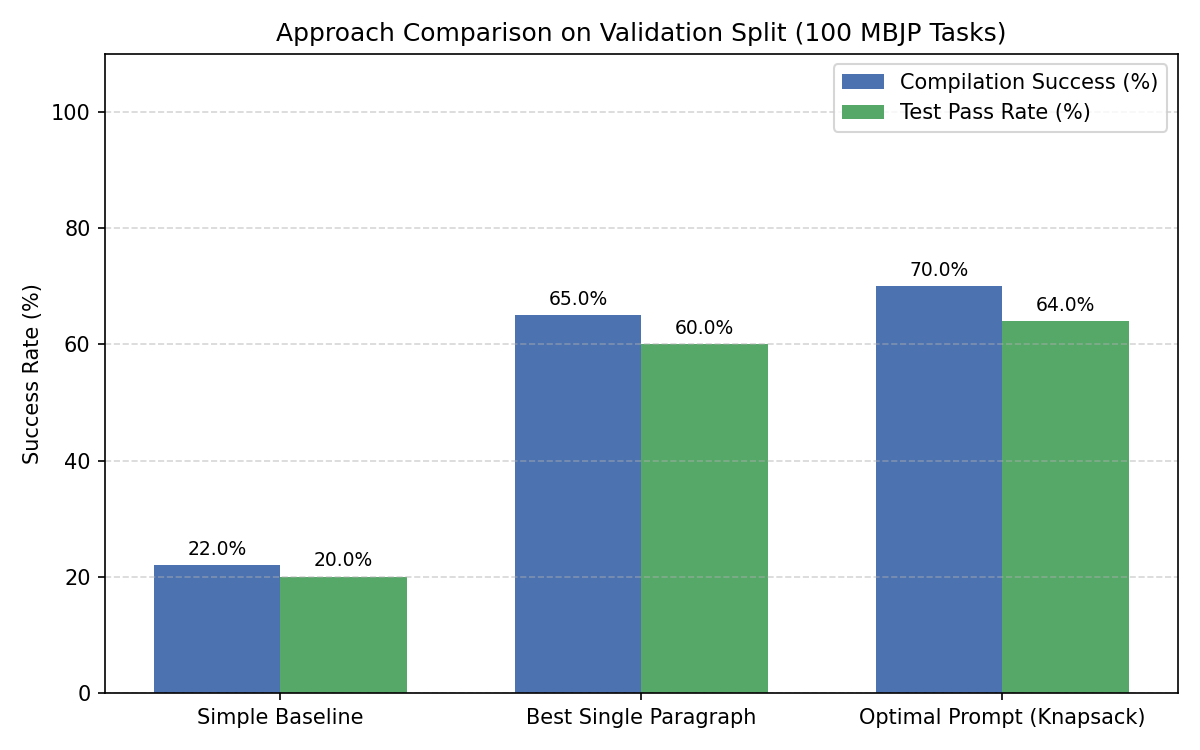 Approach Comparison on Validation Split (100 MBJP Tasks)
Compilation Success (%)
Test Pass Rate (%)
Success Rate (%)
100
80
60
40
20
0
22.0%
20.0%
65.0%
60.0%
70.0%
64.0%
Simple Baseline
Best Single Paragraph
Optimal Prompt (Knapsack)